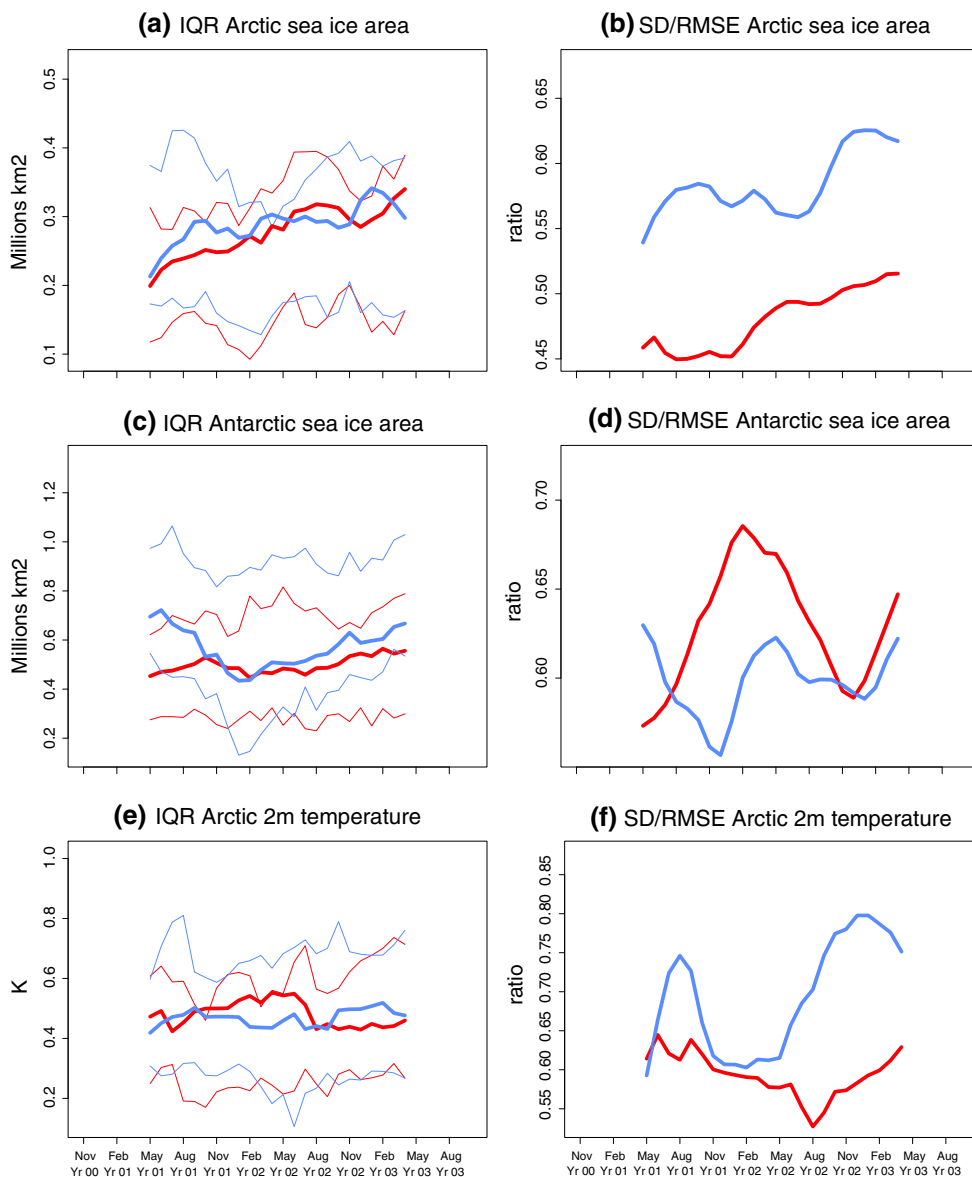 (a) IQR Arctic sea ice area
Millions km2
0.5
0.4
0.3
0.2
0.1
(b) SD/RMSE Arctic sea ice area
ratio
0.65
0.60
0.55
0.50
0.45
(c) IQR Antarctic sea ice area
Millions km2
1.2
1.0
0.8
0.6
0.4
0.2
(d) SD/RMSE Antarctic sea ice area
ratio
0.70
0.65
0.60
(e) IQR Arctic 2m temperature
K
1.0
0.8
0.6
0.4
0.2
Nov Feb May Aug Nov Feb May Aug Nov Feb May Aug
Yr 00 Yr 01 Yr 01 Yr 01 Yr 01 Yr 02 Yr 02 Yr 02 Yr 02 Yr 03 Yr 03 Yr 03
(f) SD/RMSE Arctic 2m temperature
ratio
0.85
0.80
0.75
0.70
0.65
0.60
0.55
Nov Feb May Aug Nov Feb May Aug Nov Feb May Aug
Yr 00 Yr 01 Yr 01 Yr 01 Yr 01 Yr 02 Yr 02 Yr 02 Yr 02 Yr 03 Yr 03 Yr 03